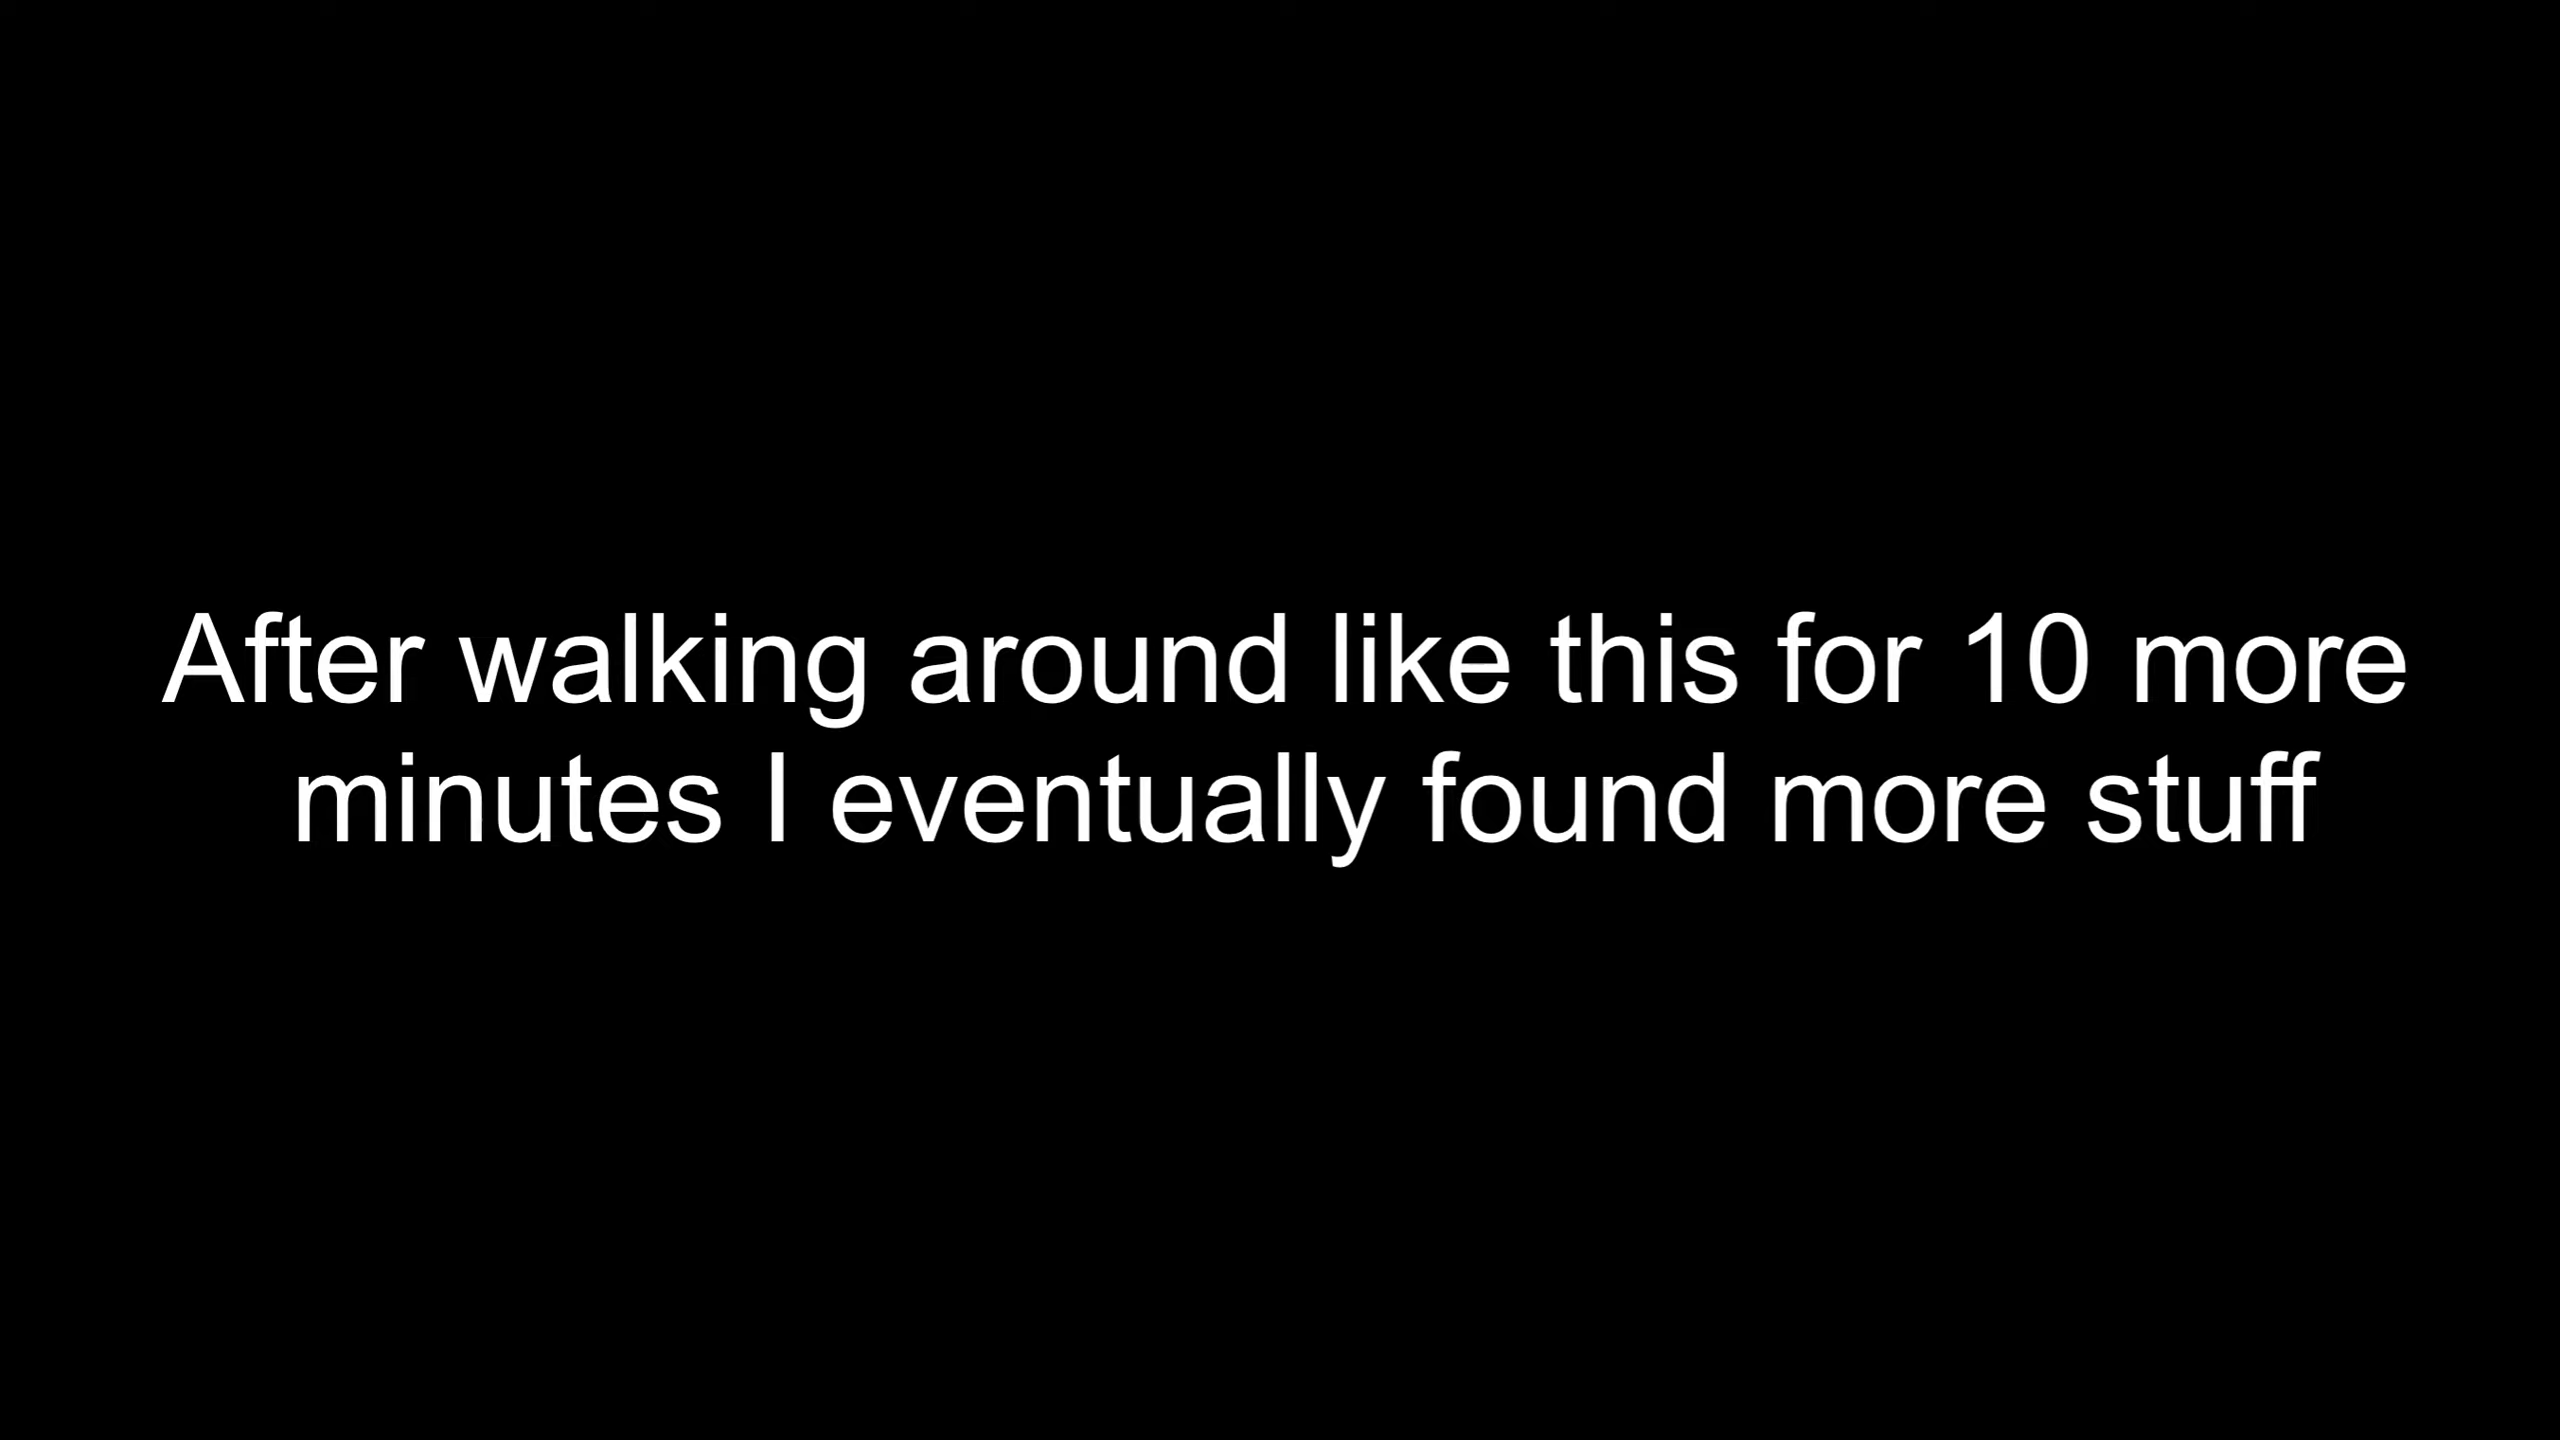 After walking around like this for 10 more
minutes I eventually found more stuff